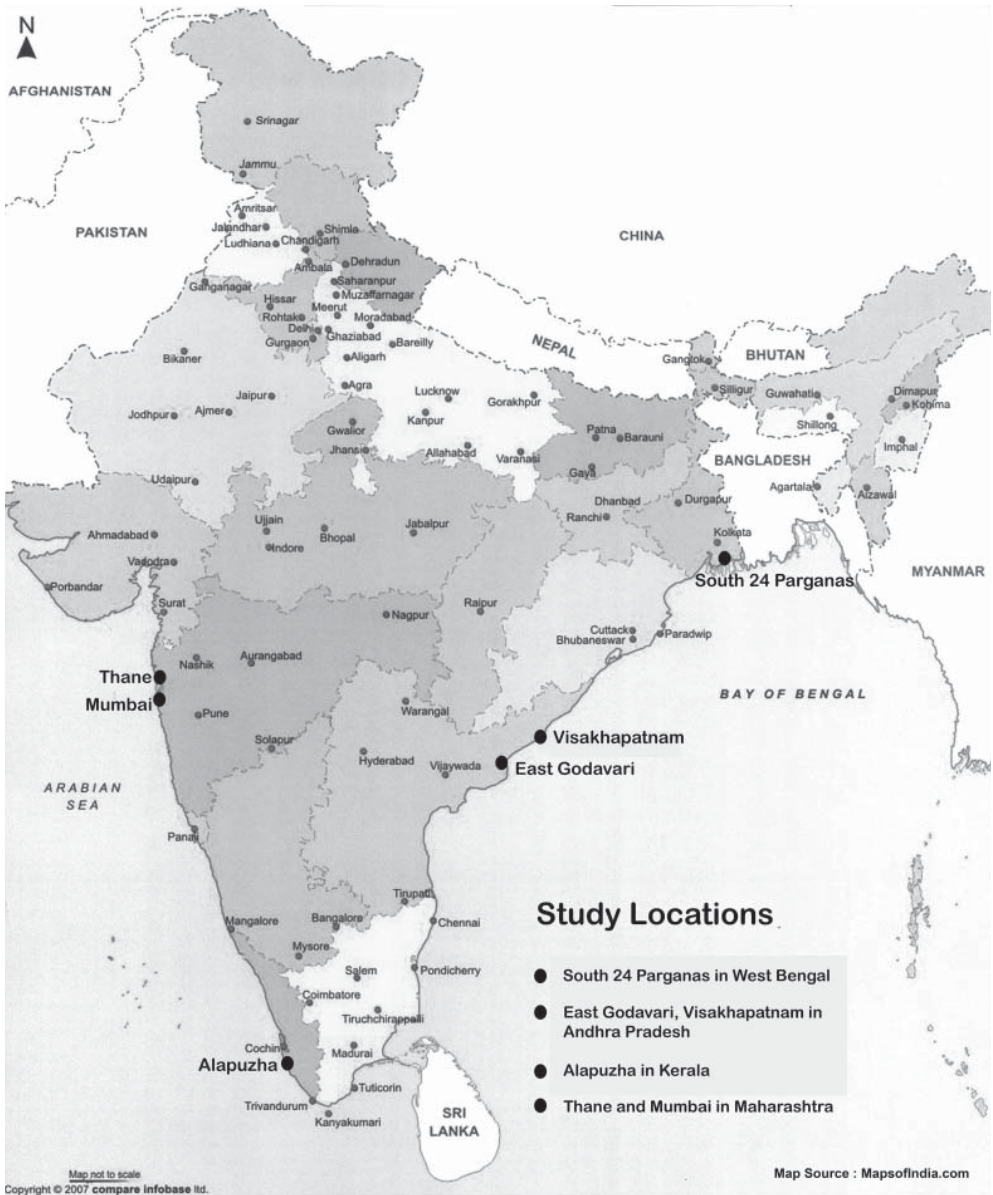 N
AFGHANISTAN
Srinagar
Jammu
Amritsar
PAKISTAN
Jalandhar
Shimla
CHINA
Ludhiana
Chandigarh
Ambala
Dehradun
Saharanpur
Ganganagar
Muzaffarnagar
Hissar
Meerut
Rohtak
Moradabad
Delhi
Ghaziabad
Gurgaon
Bareilly
NEPAL
BHUTAN
Bikaner
Aligarh
Gangtok
Agra
Silligur
Guwahati
Dimapur
Jaipur
Lucknow
Gorakhpur
Kohima
Jodhpur
Ajmer
Kanpur
Shillong
Gwalior
Patna
Barauni
Imphal
Jhansi
Allahabad
Varanasi
BANGLADESH
Gaya
Udaipur
Agartala
Aizawal
Dhanbad
Durgapur
Ranchi
Ujjain
Jabalpur
Ahmadabad
Bhopal
Kolkata
Indore
Vadodra
MYANMAR
Porbandar
South 24 Parganas
Surat
Raipur
Nagpur
Cuttack
Paradwip
Bhubaneswar
Nashik
Aurangabad
Thane
BAY OF BENGAL
Mumbai
Warangal
Pune
Visakhapatnam
Solapur
Hyderabad
Vijaywada
East Godavari
ARABIAN
SEA
Panaji
Tirupati
Study Locations
Mangalore
Bangalore
Chennai
Mysore
Salem
Pondicherry
South 24 Parganas in West Bengal
Coimbatore
Tiruchchirappalli
East Godavari, Visakhapatnam in
Andhra Pradesh
Cochin
Madurai
Alapuzha
Alapuzha in Kerala
Tuticorin
Trivandurum
Thane and Mumbai in Maharashtra
Kanyakumari
SRI
LANKA
Map not to scale
Map Source : MapsofIndia.com
Copyright © 2007 compare infobase ltd.